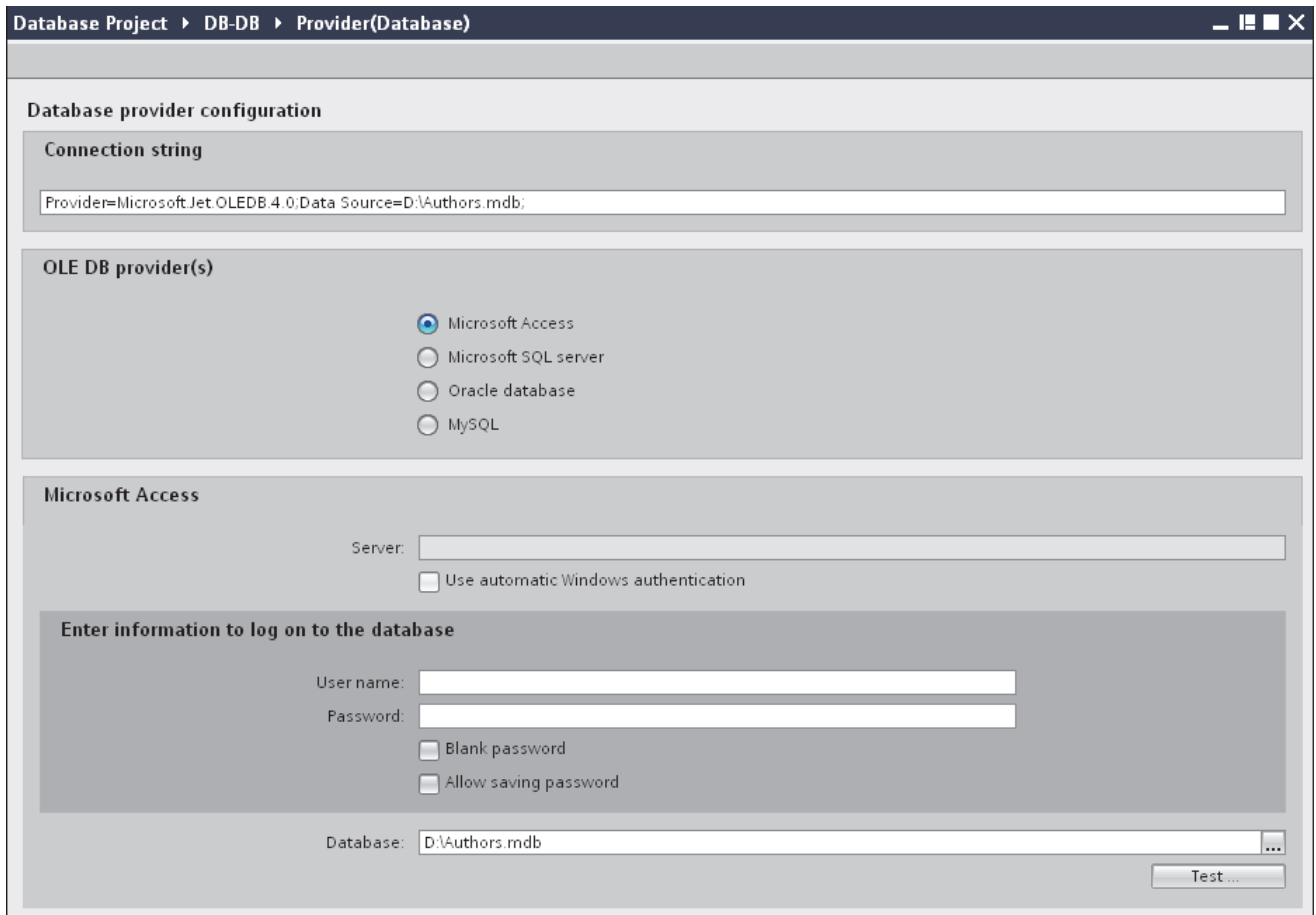 Database Project ▸ DB-DB ▸ Provider(Database)
Database provider configuration
Connection string
Provider=Microsoft.Jet.OLEDB.4.0;Data Source=D:\Authors.mdb;
OLE DB provider(s)
Microsoft Access
Microsoft SQL server
Oracle database
MySQL
Microsoft Access
Server:
Use automatic Windows authentication
Enter information to log on to the database
User name:
Password:
Blank password
Allow saving password
Database: D:\Authors.mdb ...
Test ...